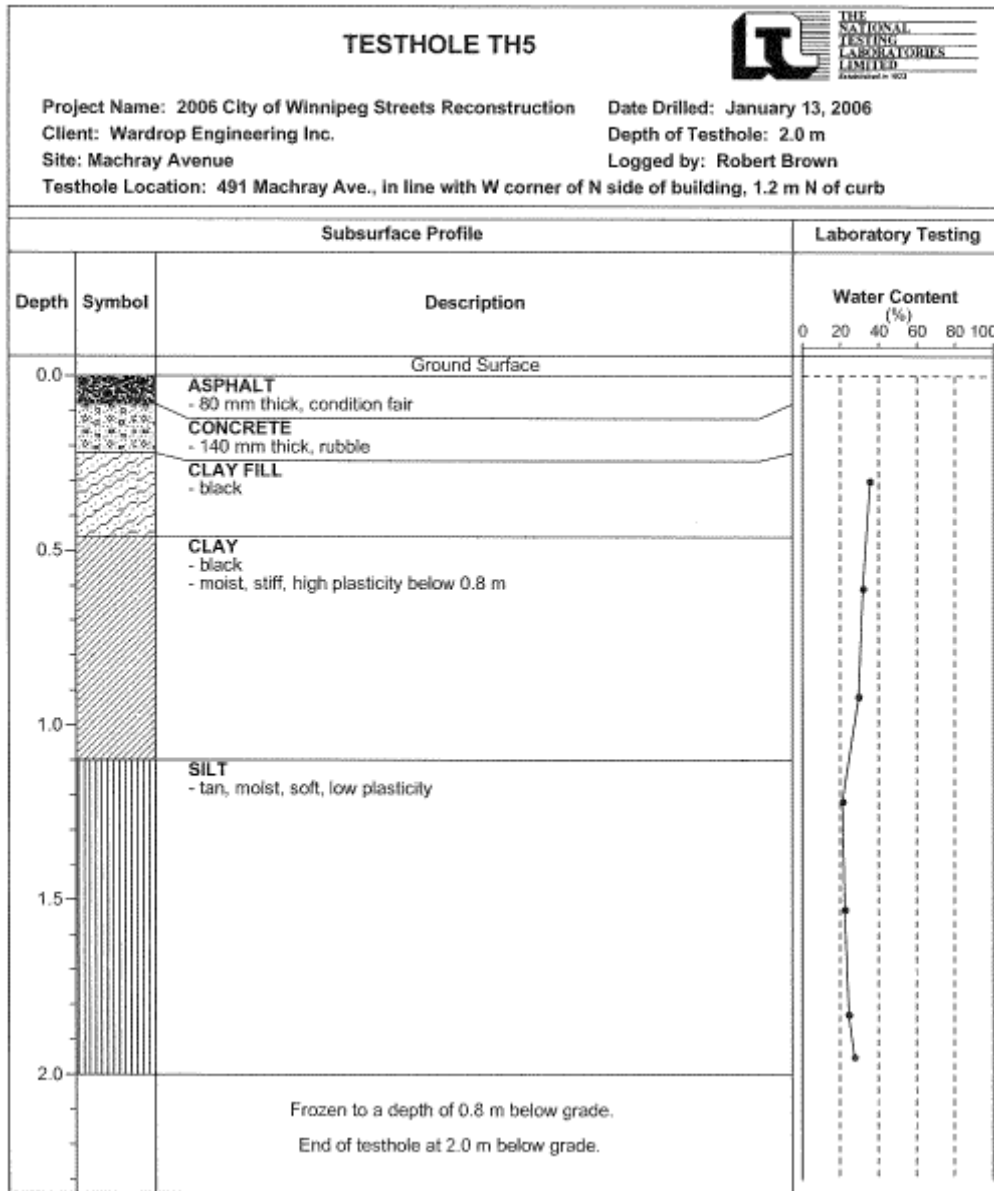 TESTHOLE TH5
THE
NATIONAL
TESTING
LABORATORIES
LIMITED
Established in 1923
Project Name: 2006 City of Winnipeg Streets Reconstruction
Date Drilled: January 13, 2006
Client: Wardrop Engineering Inc.
Depth of Testhole: 2.0 m
Site: Machray Avenue
Logged by: Robert Brown
Testhole Location: 491 Machray Ave., in line with W corner of N side of building, 1.2 m N of curb
Subsurface Profile
Laboratory Testing
Depth
Symbol
Description
Water Content
(%)
0 20 40 60 80 100
Ground Surface
0.0
ASPHALT
- 80 mm thick, condition fair
CONCRETE
- 140 mm thick, rubble
CLAY FILL
- black
0.5
CLAY
- black
- moist, stiff, high plasticity below 0.8 m
1.0
SILT
- tan, moist, soft, low plasticity
1.5
2.0
Frozen to a depth of 0.8 m below grade.
End of testhole at 2.0 m below grade.